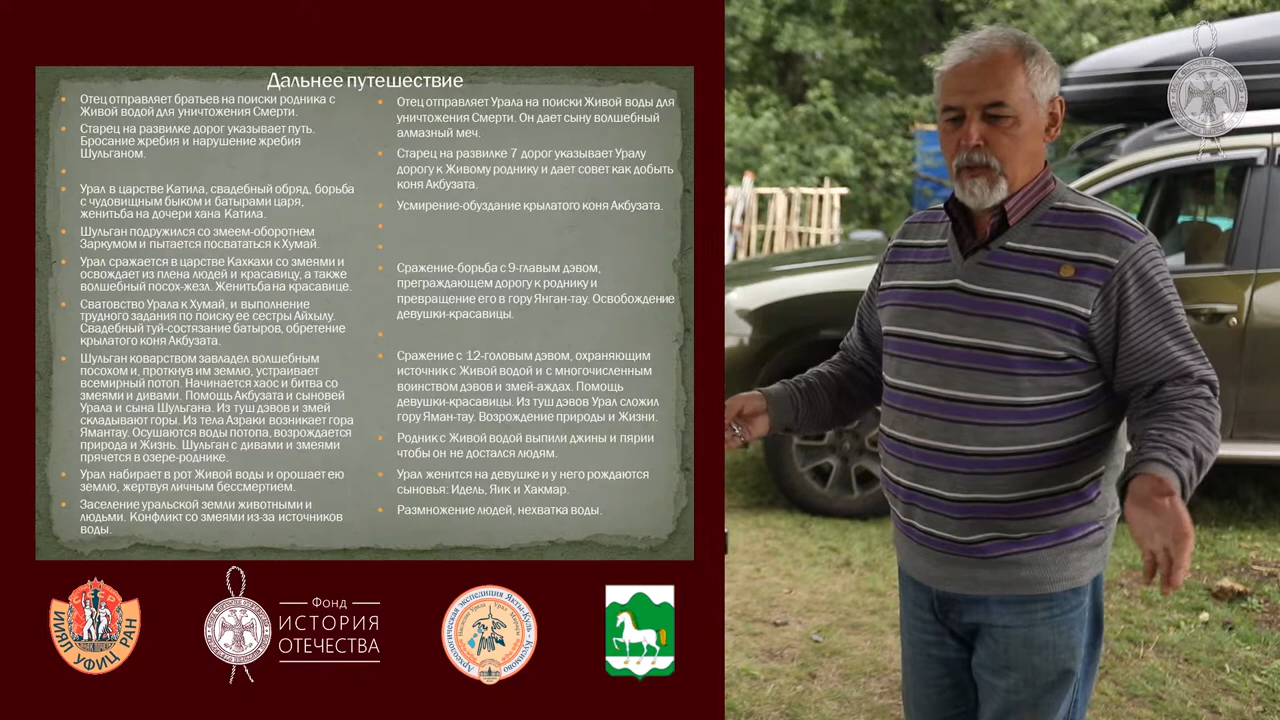 Дальнее путешествие
Отец отправляет братьев на поиски родника с
Живой водой для уничтожения Смерти.
Старец на развилке дорог указывает путь.
Бросание жребия и нарушение жребия
Шульганом.
Урал в царстве Катила, свадебный обряд, борьба
с чудовищным быком и батырами царя,
женитьба на дочери хана Катила.
Шульган подружился со змеем-оборотнем
Заркумом и пытается посвататься к Хумай.
Урал сражается в царстве Кахкахи со змеями и
освождает из плена людей и красавицу, а также
волшебный посох-жезл. Женитьба на красавице.
Сватовство Урала к Хумай, и выполнение
трудного задания по поиску ее сестры Айхылу.
Свадебный туй-состязание батыров, обретение
крылатого коня Акбузата.
Шульган коварством завладел волшебным
посохом и, проткнув им землю, устраивает
всемирный потоп. Начинается хаос и битва со
змеями и дивами. Помощь Акбузата и сыновей
Урала и сына Шульгана. Из туш дэвов и змей
складывают горы. Из тела Азраки возникает гора
Ямантау. Осушаются воды потопа, возрождается
природа и Жизнь. Шульган с дивами и змеями
прячется в озере-роднике.
Урал набирает в рот Живой воды и орошает ею
землю, жертвуя личным бессмертием.
Заселение уральской земли животными и
людьми. Конфликт со змеями из-за источников
воды.
Отец отправляет Урала на поиски Живой воды для
уничтожения Смерти. Он дает сыну волшебный
алмазный меч.
Старец на развилке 7 дорог указывает Уралу
дорогу к Живому роднику и дает совет как добыть
коня Акбузата.
Усмирение-обуздание крылатого коня Акбузата.
Сражение-борьба с 9-главым дэвом,
преграждающем дорогу к роднику и
превращение его в гору Янган-тау. Освобождение
девушки-красавицы.
Сражение с 12-головым дэвом, охраняющим
источник с Живой водой и с многочисленным
воинством дэвов и змей-аждах. Помощь
девушки-красавицы. Из туш дэвов Урал сложил
гору Яман-тау. Возрождение природы и Жизни.
Родник с Живой водой выпили джины и пярии
чтобы он не достался людям.
Урал женится на девушке и у него рождаются
сыновья: Идель, Яик и Хакмар.
Размножение людей, нехватка воды.
ИИЯЛ УФИЦ РАН
Фонд
ИСТОРИЯ
ОТЕЧЕСТВА
Археологическая экспедиция Якты-Куль - Кусимово